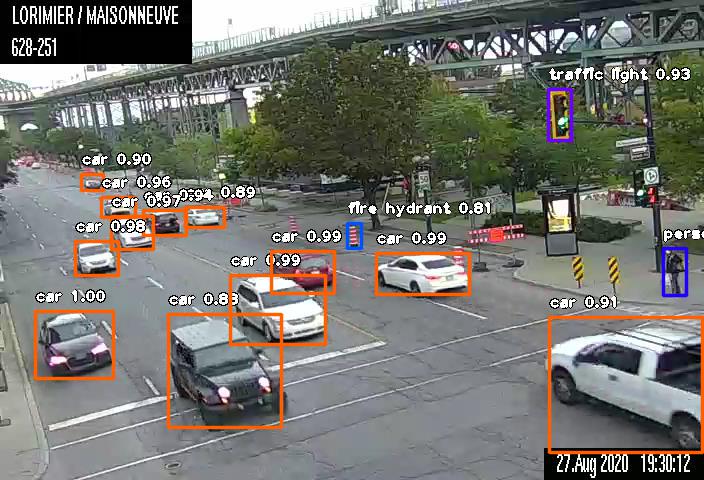 LORIMIER / MAISONNEUVE
628-251
traffic light 0.93
car 0.90
car 0.96
0.94
0.89
car 0.97
fire hydrant 0.81
car 0.98
car 0.99
car 0.99
car 0.99
car 1.00
car 0.83
car 0.91
27.Aug 2020 19:30:12